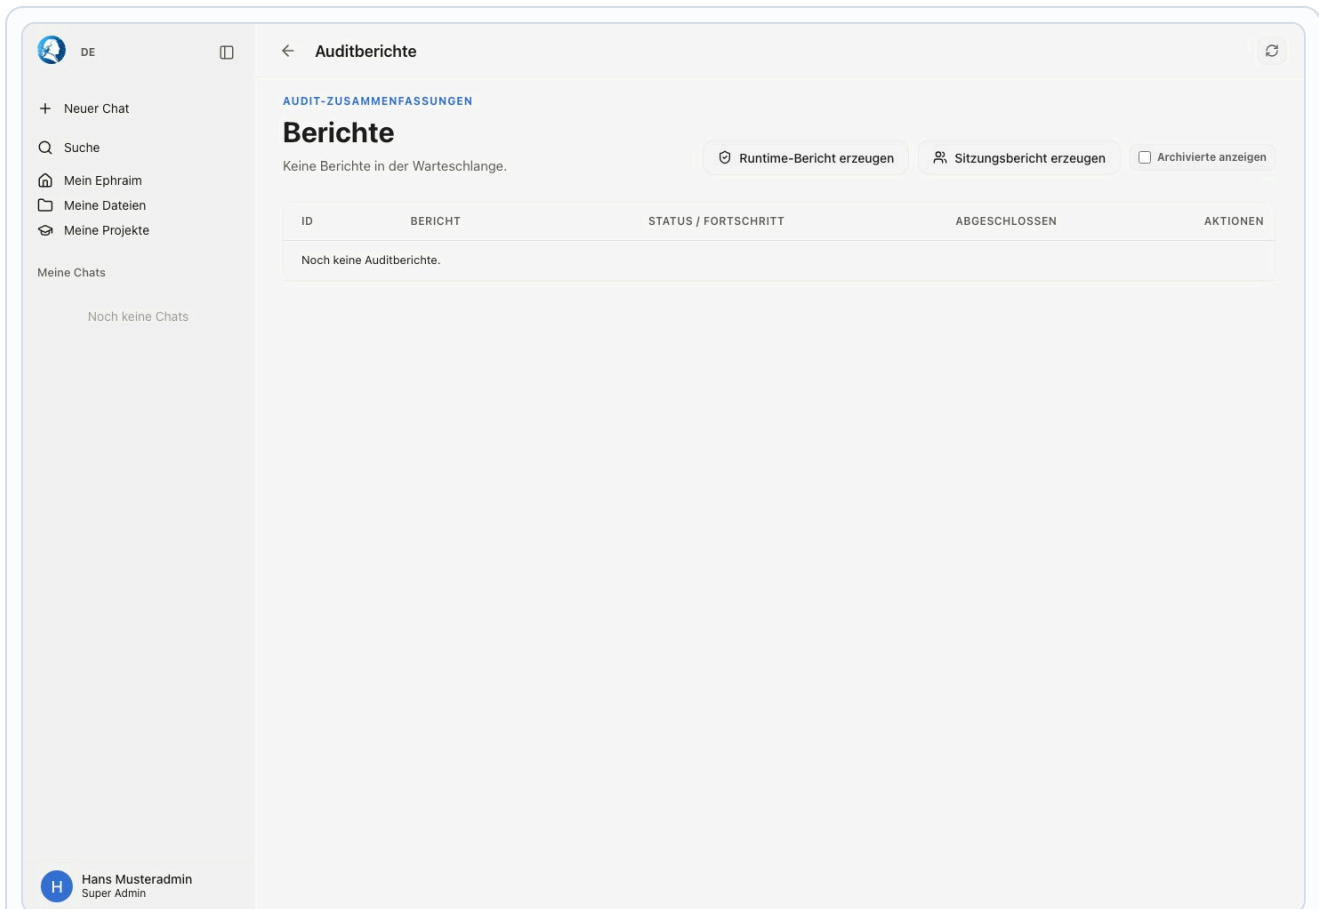 DE
Neuer Chat
Suche
Mein Ephraim
Meine Dateien
Meine Projekte
Meine Chats
Noch keine Chats
H
Hans Musteradmin
Super Admin
Auditberichte
AUDIT-ZUSAMMENFASSUNGEN
Berichte
Keine Berichte in der Warteschlange.
Runtime-Bericht erzeugen
Sitzungsbericht erzeugen
Archivierte anzeigen
ID BERICHT STATUS / FORTSCHRITT ABGESCHLOSSEN AKTIONEN
Noch keine Auditberichte.